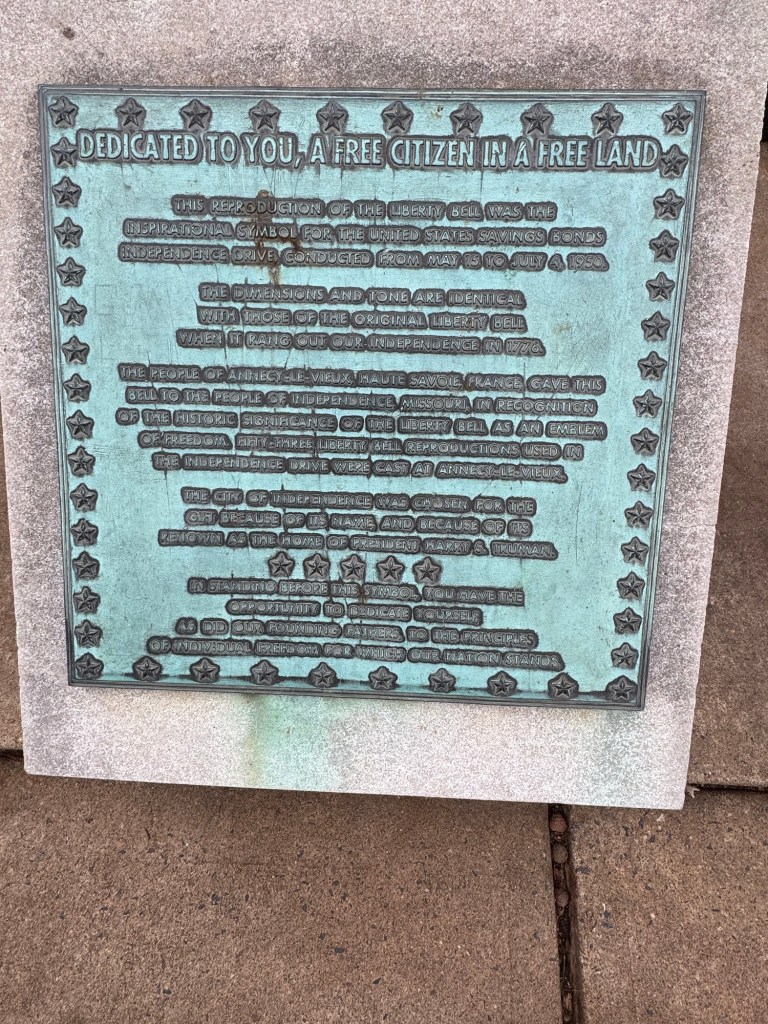 DEDICATED TO YOU, A FREE CITIZEN IN A FREE LAND
THIS REPRODUCTION OF THE LIBERTY BELL WAS THE
INSPIRATIONAL SYMBOL FOR THE UNITED STATES SAVINGS BONDS
INDEPENDENCE DRIVE, CONDUCTED FROM MAY 15 TO JULY 4, 1950.
THE DIMENSIONS AND TONE ARE IDENTICAL
WITH THOSE OF THE ORIGINAL LIBERTY BELL
WHEN IT RANG OUT OUR INDEPENDENCE IN 1776.
THE PEOPLE OF ANNECY-LE-VIEUX, HAUTE SAVOIE, FRANCE, GAVE THIS
BELL TO THE PEOPLE OF INDEPENDENCE, MISSOURI, IN RECOGNITION
OF THE HISTORIC SIGNIFICANCE OF THE LIBERTY BELL AS AN EMBLEM
OF FREEDOM. FIFTY-THREE LIBERTY BELL REPRODUCTIONS USED IN
THE INDEPENDENCE DRIVE WERE CAST AT ANNECY-LE-VIEUX.
THE CITY OF INDEPENDENCE WAS CHOSEN FOR THE
GIFT BECAUSE OF ITS NAME, AND BECAUSE OF ITS
RENOWN AS THE HOME OF PRESIDENT HARRY S. TRUMAN.
IN STANDING BEFORE THIS SYMBOL, YOU HAVE THE
OPPORTUNITY TO DEDICATE YOURSELF,
AS DID OUR FOUNDING FATHERS, TO THE PRINCIPLES
OF INDIVIDUAL FREEDOM FOR WHICH OUR NATION STANDS.